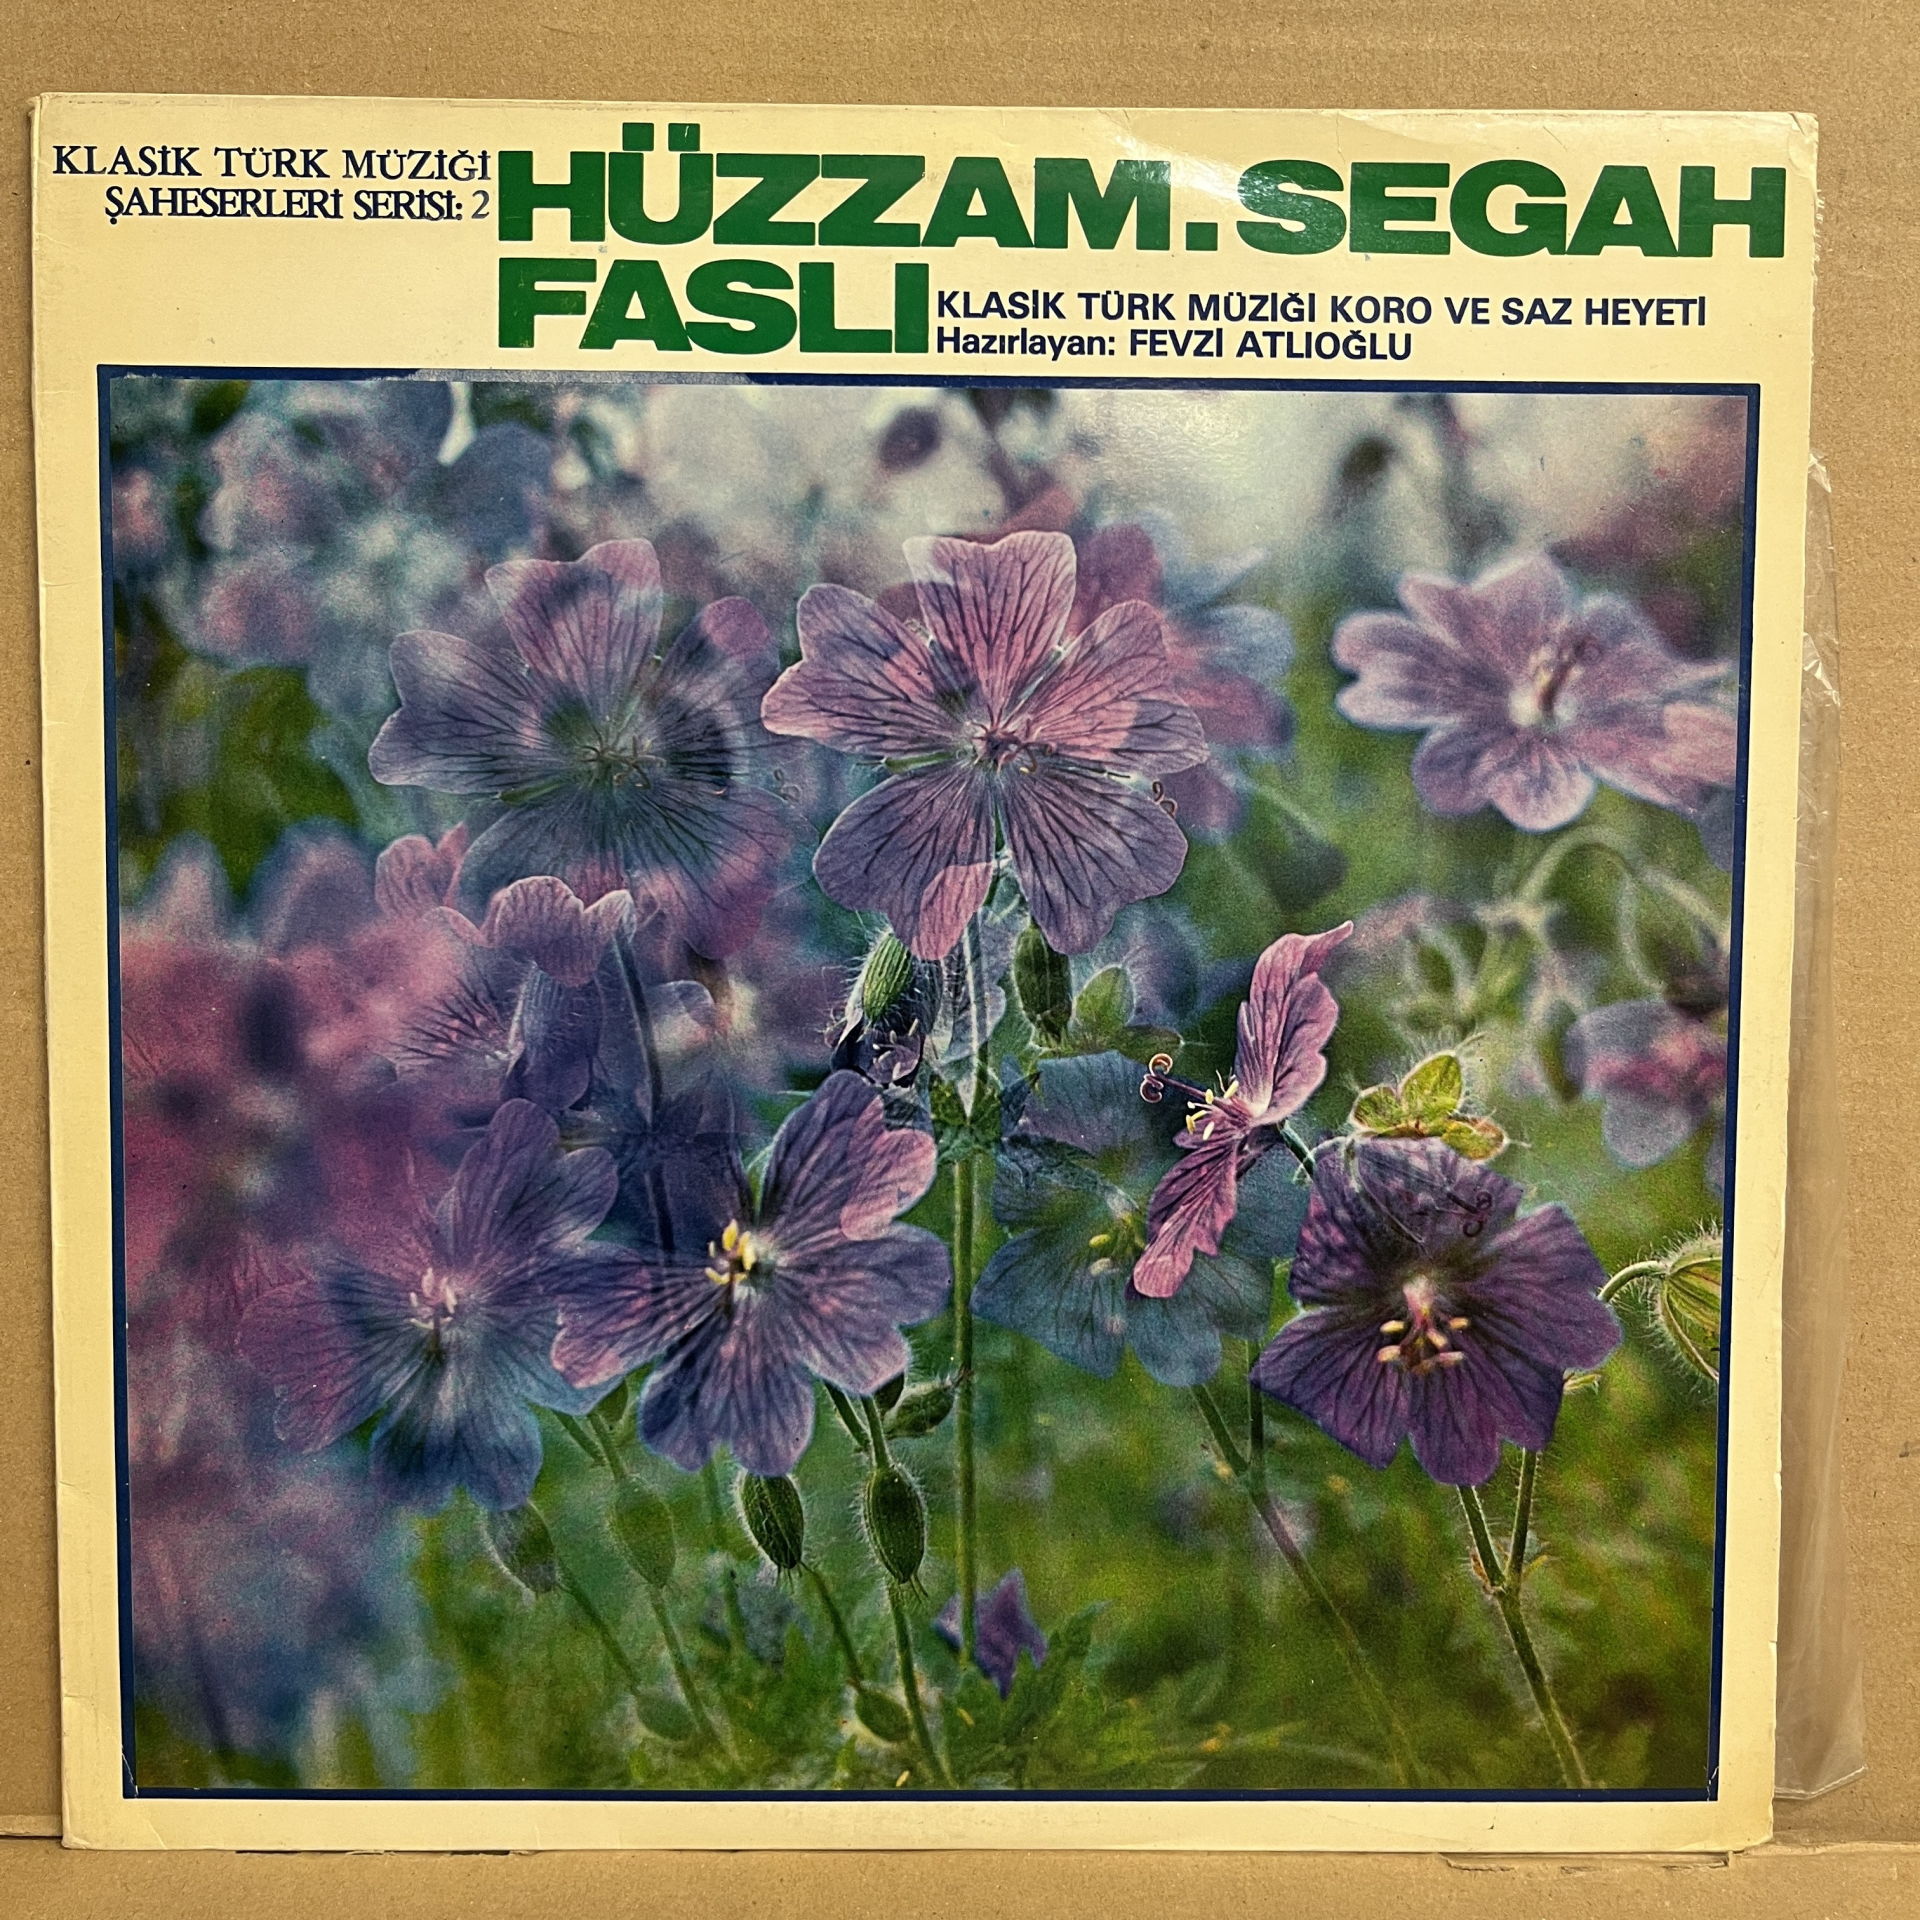 KLASİK TÜRK MÜZİĞİ
ŞAHESERLERİ SERİSİ: 2
HÜZZAM. SEGAH
FASLI
KLASİK TÜRK MÜZİĞİ KORO VE SAZ HEYETİ
Hazırlayan: FEVZİ ATLIOĞLU